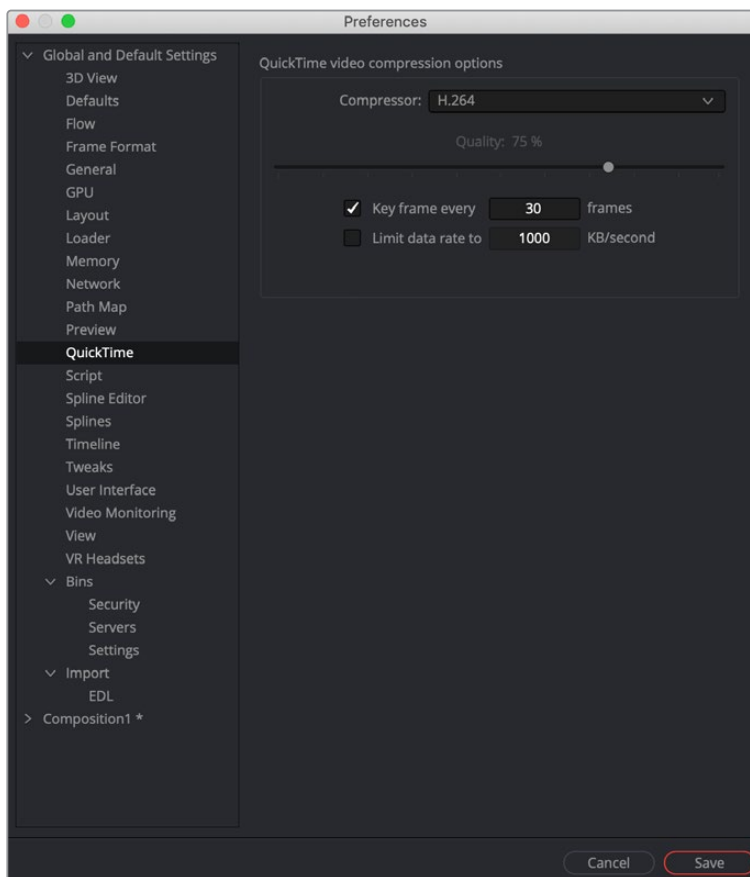 Preferences
Global and Default Settings
3D View
Defaults
Flow
Frame Format
General
GPU
Layout
Loader
Memory
Network
Path Map
Preview
QuickTime
Script
Spline Editor
Splines
Timeline
Tweaks
User Interface
Video Monitoring
View
VR Headsets
Bins
Security
Servers
Settings
Import
EDL
Composition1 *
QuickTime video compression options
Compressor: H.264
Quality: 75 %
Key frame every 30 frames
Limit data rate to 1000 KB/second
Cancel Save